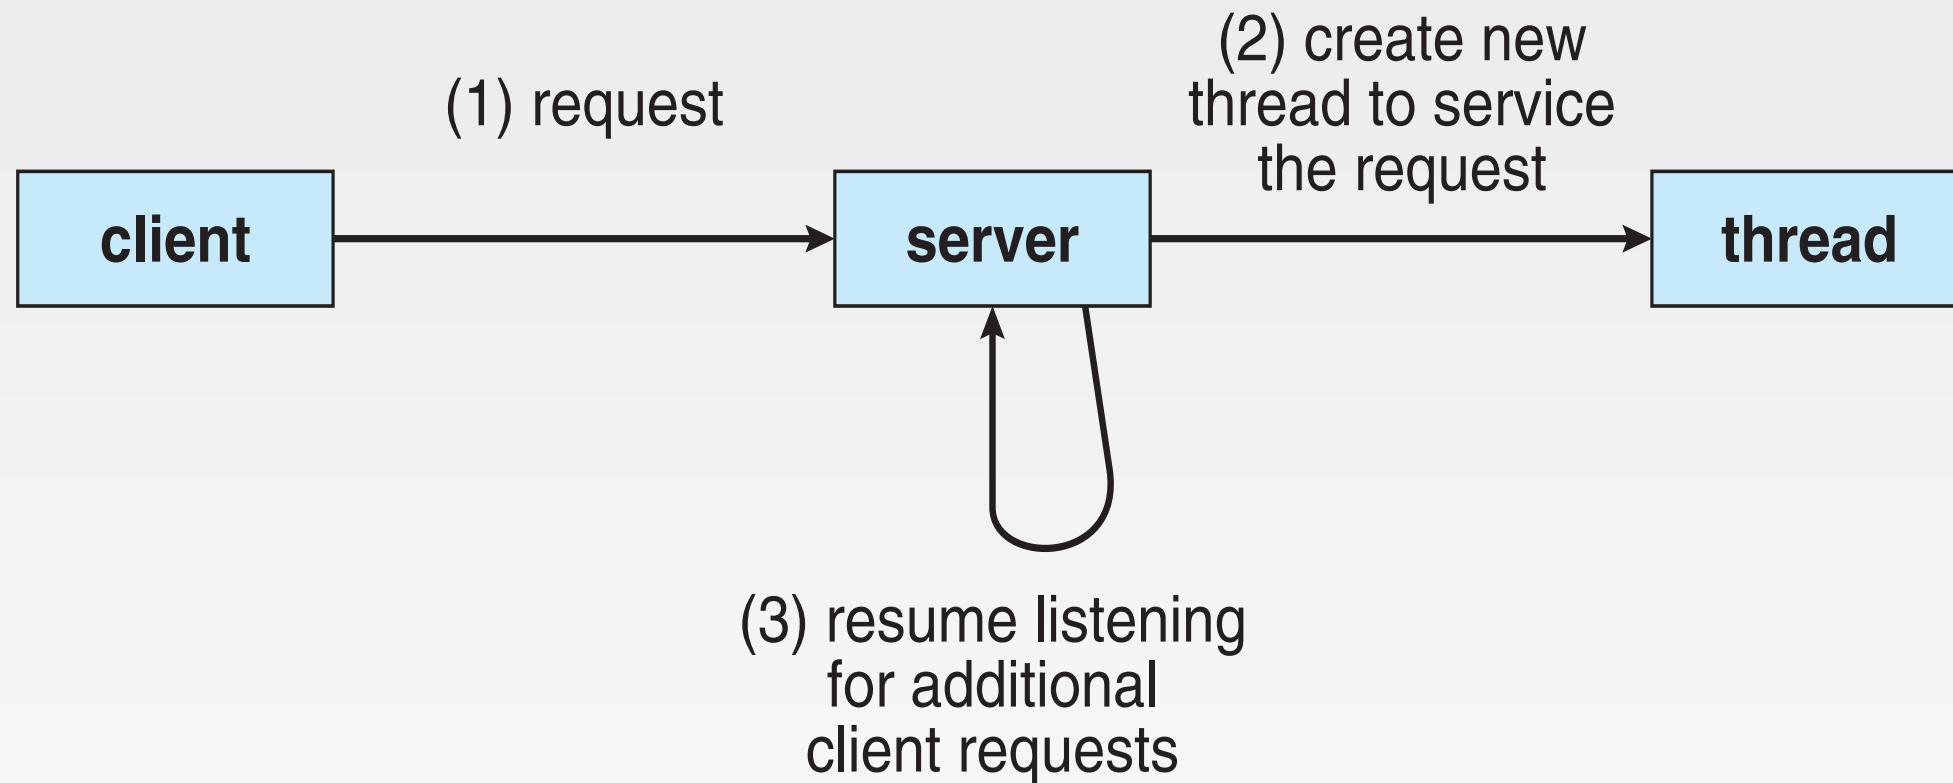 (1) request
(2) create new
thread to service
the request
client
server
thread
(3) resume listening
for additional
client requests